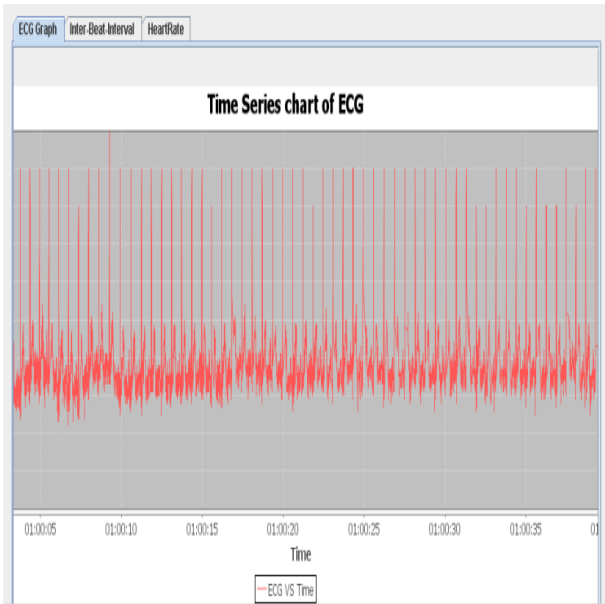 ECG Graph Inter-Beat-Interval HeartRate
Time Series chart of ECG
01:00:05 01:00:10 01:00:15 01:00:20 01:00:25 01:00:30 01:00:35 01
Time
ECG VS Time